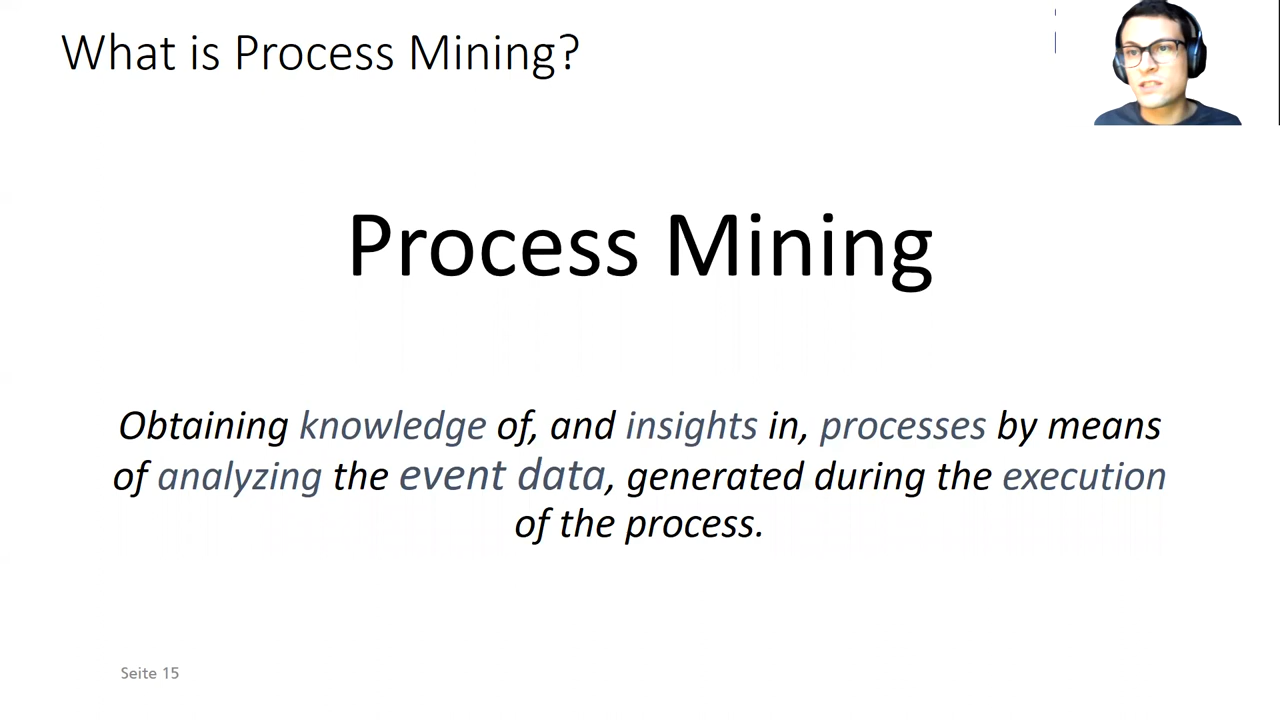 What is Process Mining?
Process Mining
Obtaining knowledge of, and insights in, processes by means
of analyzing the event data, generated during the execution
of the process.
Seite 15